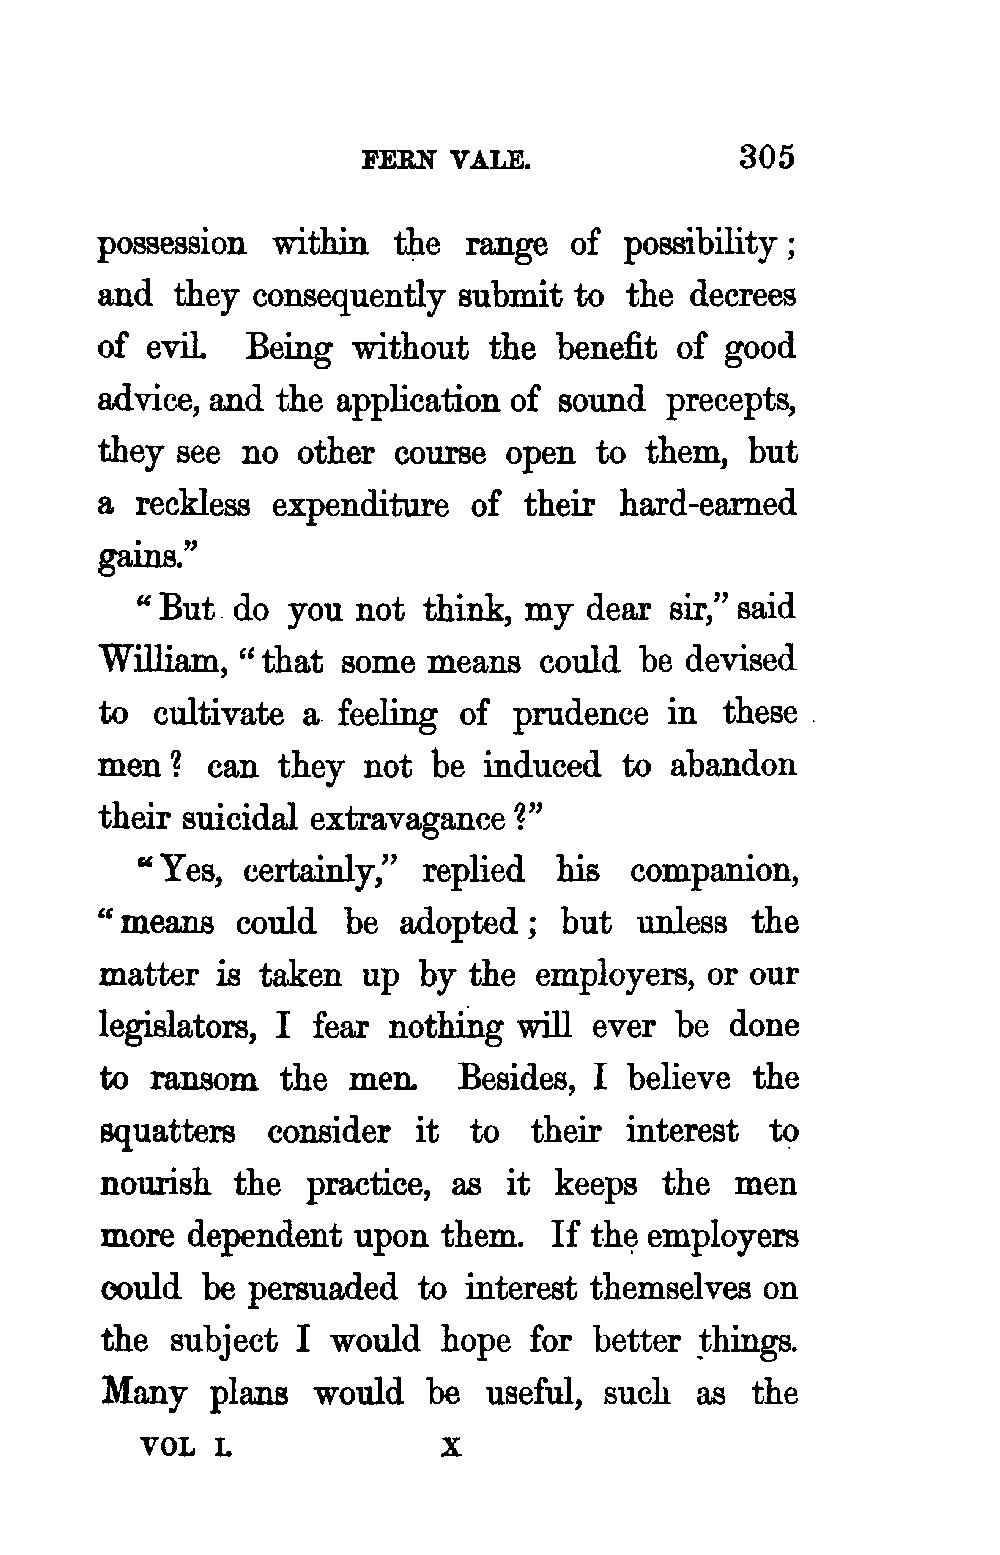 FERN VALE. 305
possession within the range of possibility ;
and they consequently submit to the decrees
of evil. Being without the benefit of good
advice, and the application of sound precepts,
they see no other course open to them, but
a reckless expenditure of their hard-earned
gains.”
“ But do you not think, my dear sir,” said
William, “ that some means could be devised
to cultivate a feeling of prudence in these
men ? can they not be induced to abandon
their suicidal extravagance ?”
“ Yes, certainly,” replied his companion,
“ means could be adopted ; but unless the
matter is taken up by the employers, or our
legislators, I fear nothing will ever be done
to ransom the men. Besides, I believe the
squatters consider it to their interest to
nourish the practice, as it keeps the men
more dependent upon them. If the employers
could be persuaded to interest themselves on
the subject I would hope for better things.
Many plans would be useful, such as the
VOL I. X